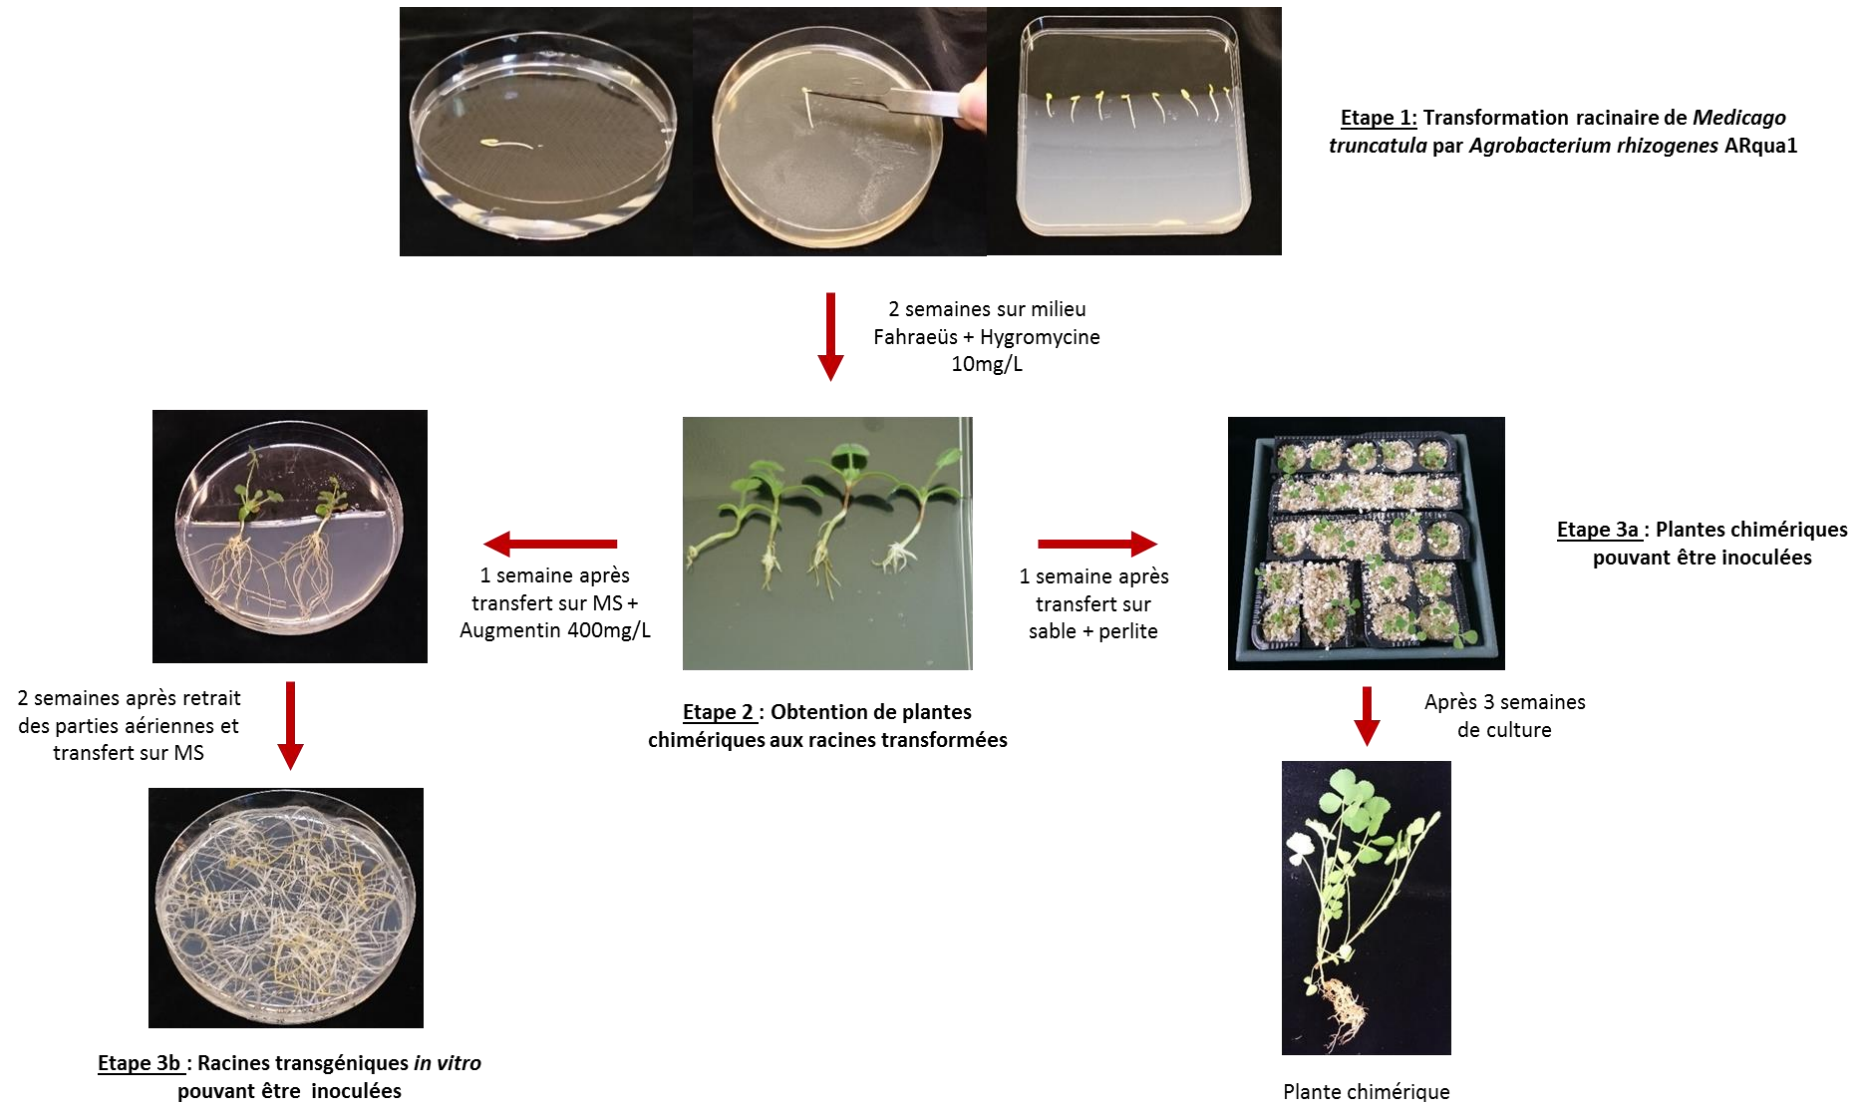 Etape 1: Transformation racinaire de Medicago
truncatula par Agrobacterium rhizogenes ARqua1
2 semaines sur milieu
Fahraeüs + Hygromycine
10mg/L
1 semaine après
transfert sur MS +
Augmentin 400mg/L
1 semaine après
transfert sur
sable + perlite
Etape 3a : Plantes chimériques
pouvant être inoculées
Etape 2 : Obtention de plantes
chimériques aux racines transformées
2 semaines après retrait
des parties aériennes et
transfert sur MS
Après 3 semaines
de culture
Etape 3b : Racines transgéniques in vitro
pouvant être inoculées
Plante chimérique